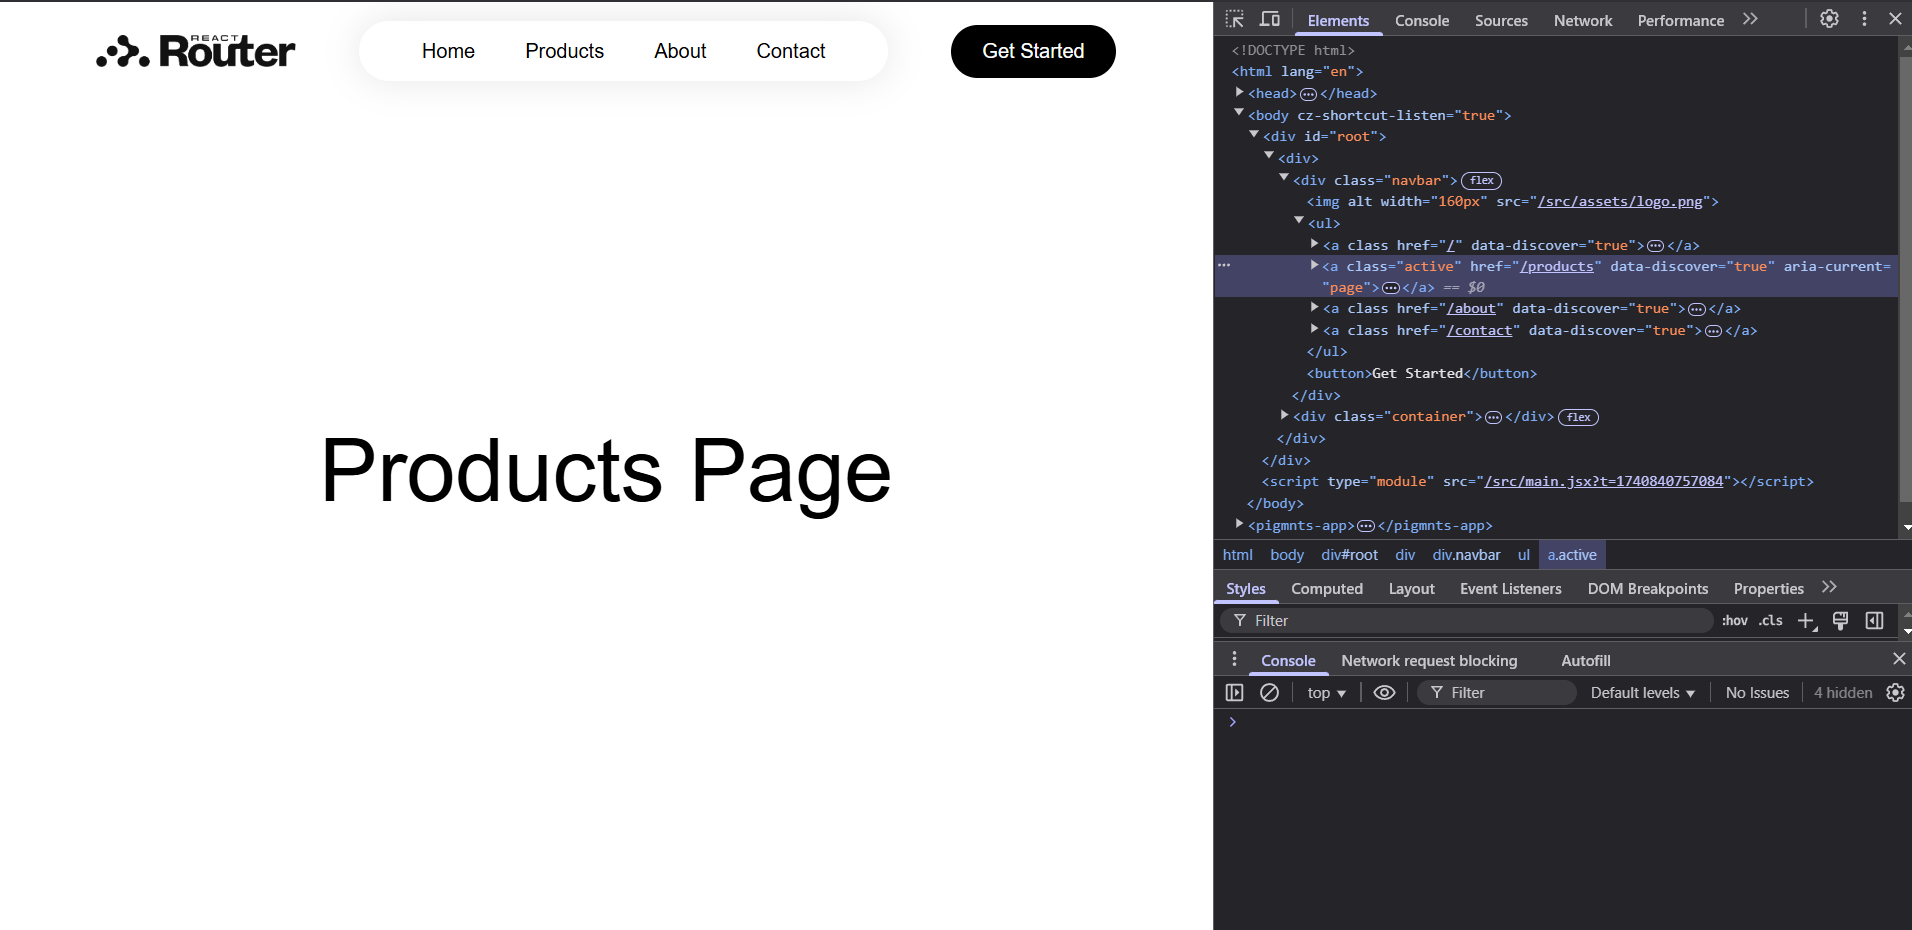 REACT
Router
Home Products About Contact
Get Started
Products Page
Elements Console Sources Network Performance
<!DOCTYPE html>
<html lang="en">
<head>…</head>
<body cz-shortcut-listen="true">
<div id="root">
<div>
<div class="navbar"> flex
<img alt width="160px" src="/src/assets/logo.png">
<ul>
<a class href="/" data-discover="true">…</a>
<a class="active" href="/products" data-discover="true" aria-current=
"page">…</a> == $0
<a class href="/about" data-discover="true">…</a>
<a class href="/contact" data-discover="true">…</a>
</ul>
<button>Get Started</button>
</div>
<div class="container">…</div> flex
</div>
</div>
<script type="module" src="/src/main.jsx?t=1740840757084"></script>
</body>
<pigmnts-app>…</pigmnts-app>
html body div#root div div.navbar ul a.active
Styles Computed Layout Event Listeners DOM Breakpoints Properties
Filter :hov .cls
Console Network request blocking Autofill
top Filter Default levels No Issues 4 hidden